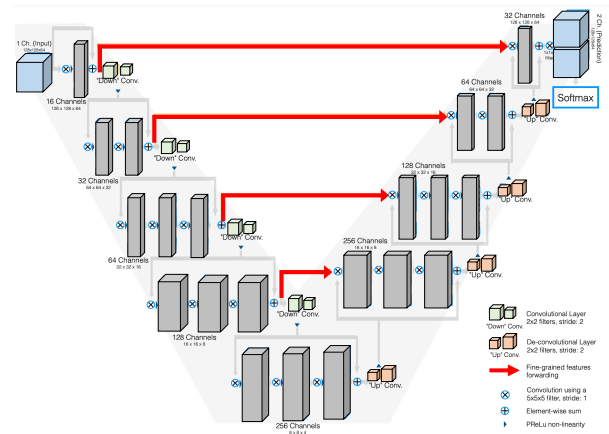 1 Ch. (Input)
128x128x64
"Down" Conv.
16 Channels
128 x 128 x 64
"Down" Conv.
32 Channels
64 x 64 x 32
"Down" Conv.
64 Channels
32 x 32 x 16
"Down" Conv.
128 Channels
16 x 16 x 8
"Up" Conv.
256 Channels
8 x 8 x 4
256 Channels
16 x 16 x 8
"Up" Conv.
128 Channels
32 x 32 x 16
"Up" Conv.
64 Channels
64 x 64 x 32
"Up" Conv.
32 Channels
128 x 128 x 64
1x1x1
filter
2 Ch. (Prediction)
128 x 128x64
Softmax
"Down" Conv.
Convolutional Layer
2x2 filters, stride: 2
"Up" Conv.
De-convolutional Layer
2x2 filters, stride: 2
Fine-grained features
forwarding
Convolution using a
5x5x5 filter, stride: 1
Element-wise sum
PReLu non-linearity